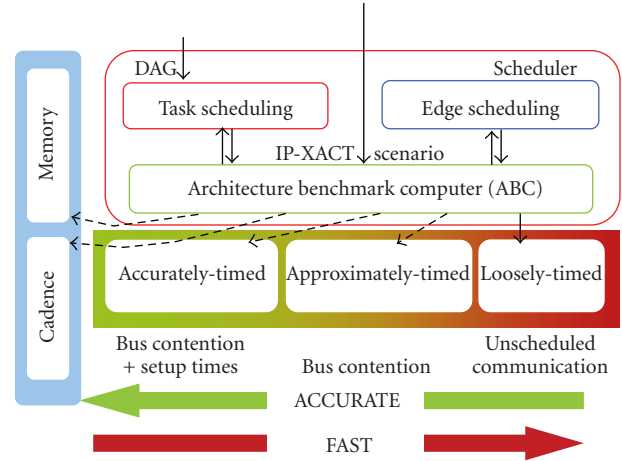 DAG
Scheduler
Task scheduling
Edge scheduling
IP-XACT scenario
Architecture benchmark computer (ABC)
Memory
Cadence
Accurately-timed
Approximately-timed
Loosely-timed
Bus contention
+ setup times
Bus contention
Unscheduled
communication
ACCURATE
FAST